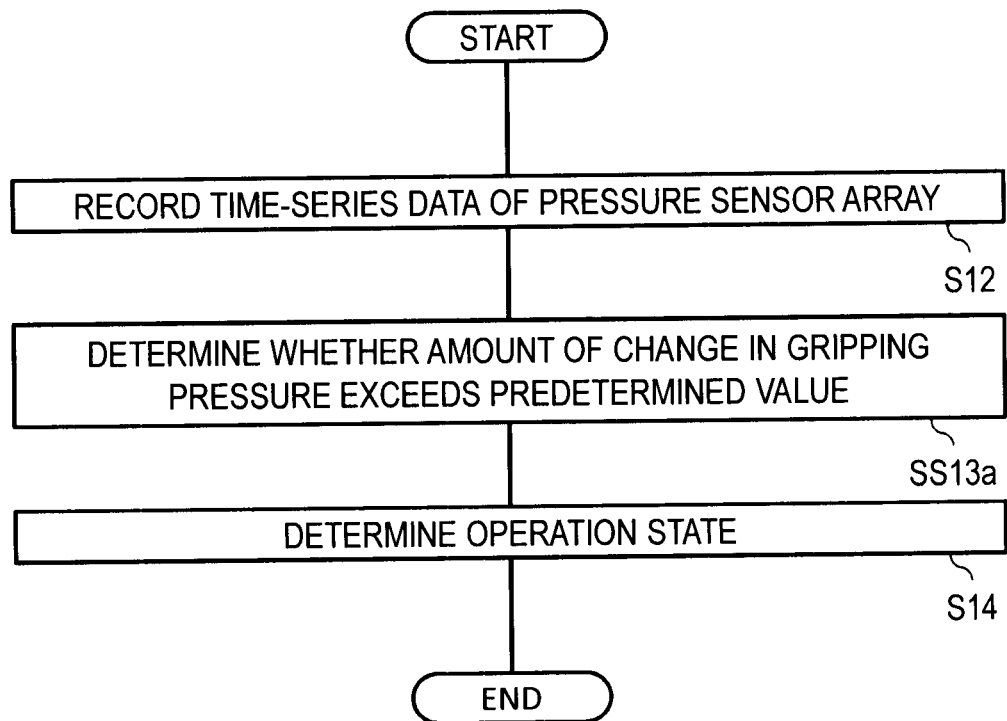 START
RECORD TIME-SERIES DATA OF PRESSURE SENSOR ARRAY
S12
DETERMINE WHETHER AMOUNT OF CHANGE IN GRIPPING
PRESSURE EXCEEDS PREDETERMINED VALUE
SS13a
DETERMINE OPERATION STATE
S14
END